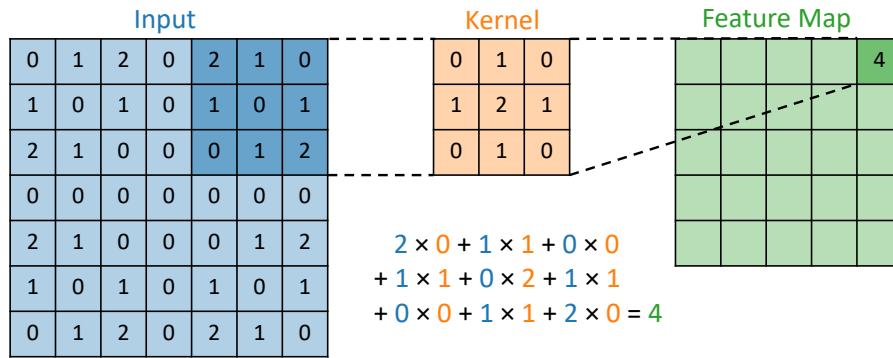 Input Kernel Feature Map
0 1 2 0 2 1 0 0 1 0 4
1 0 1 0 1 0 1 1 2 1
2 1 0 0 0 1 2 0 1 0
0 0 0 0 0 0 0
2 1 0 0 0 1 2 2 × 0 + 1 × 1 + 0 × 0
1 0 1 0 1 0 1 + 1 × 1 + 0 × 2 + 1 × 1
0 1 2 0 2 1 0 + 0 × 0 + 1 × 1 + 2 × 0 = 4